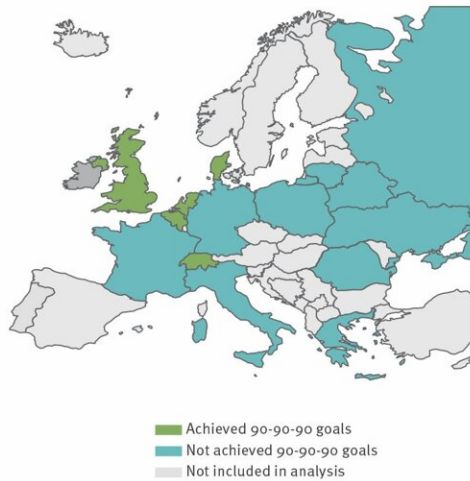 Achieved 90-90-90 goals
Not achieved 90-90-90 goals
Not included in analysis